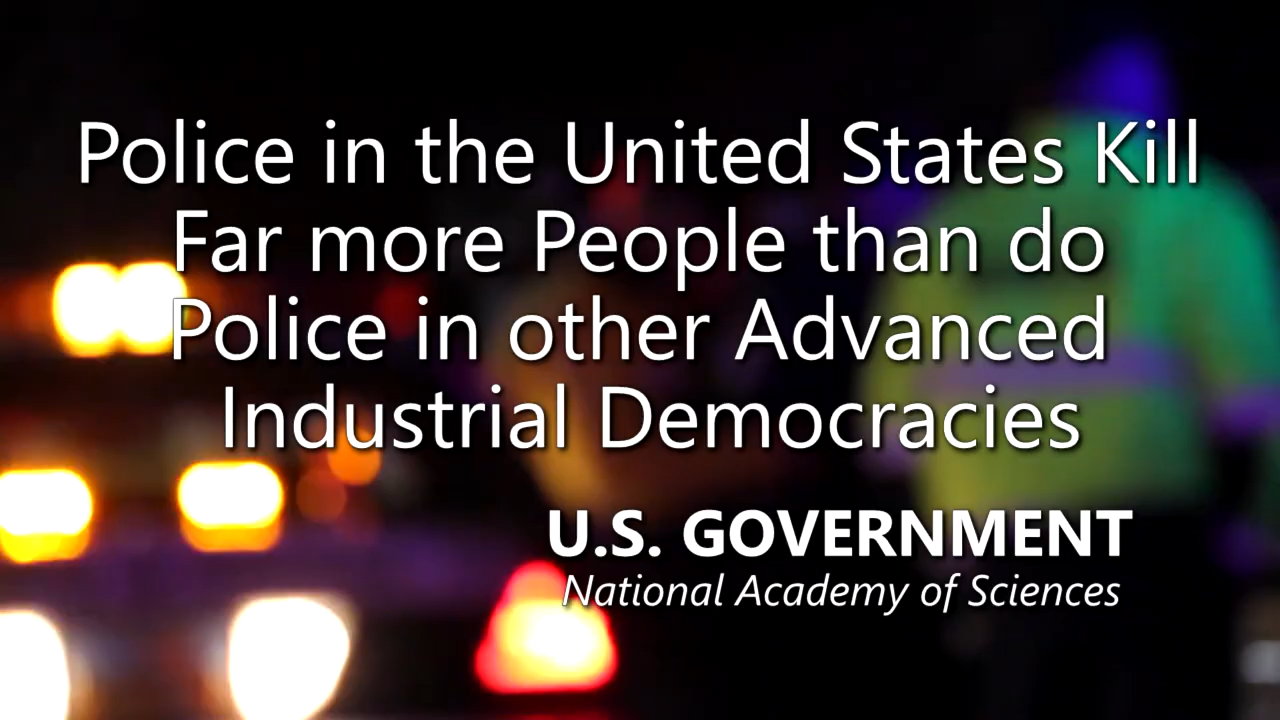 Police in the United States Kill
Far more People than do
Police in other Advanced
Industrial Democracies
U.S. GOVERNMENT
National Academy of Sciences